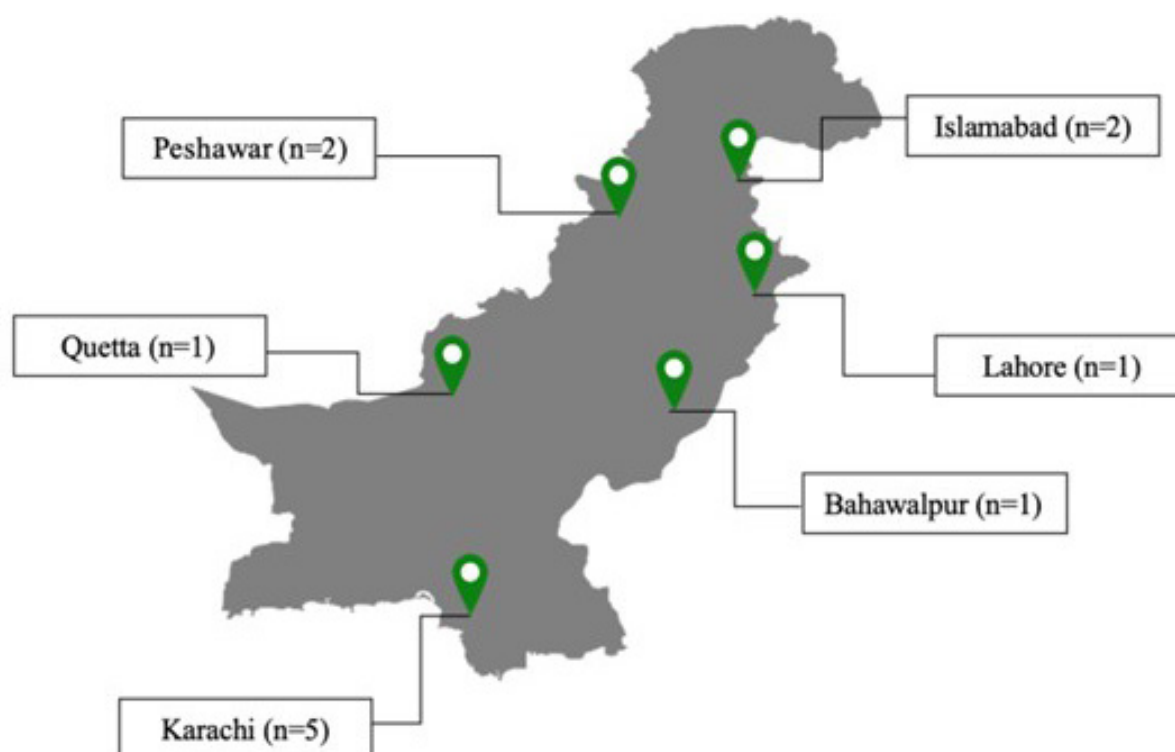 Islamabad (n=2)
Peshawar (n=2)
Quetta (n=1)
Lahore (n=1)
Bahawalpur (n=1)
Karachi (n=5)